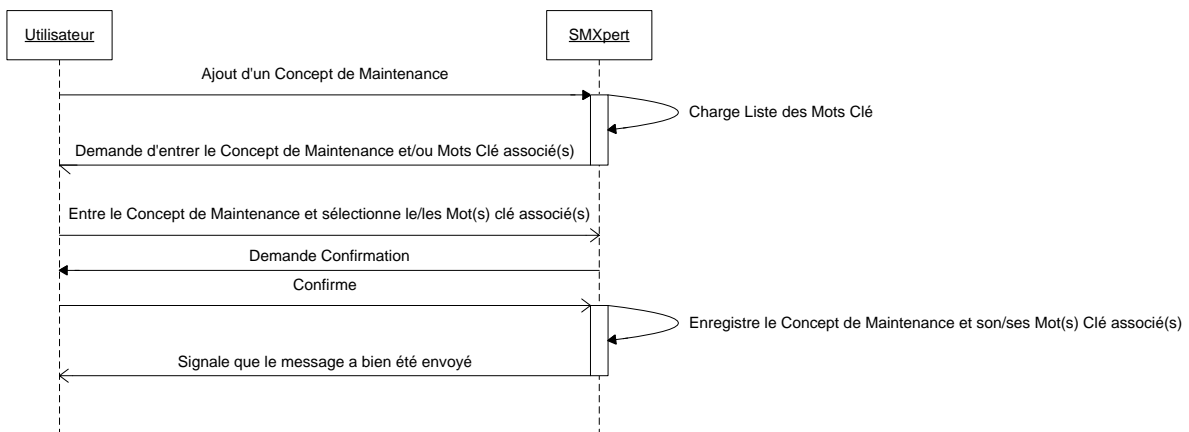 Utilisateur
SMXpert
Ajout d'un Concept de Maintenance
Charge Liste des Mots Clé
Demande d'entrer le Concept de Maintenance et/ou Mots Clé associé(s)
Entre le Concept de Maintenance et sélectionne le/les Mot(s) clé associé(s)
Demande Confirmation
Confirme
Enregistre le Concept de Maintenance et son/ses Mot(s) Clé associé(s)
Signale que le message a bien été envoyé